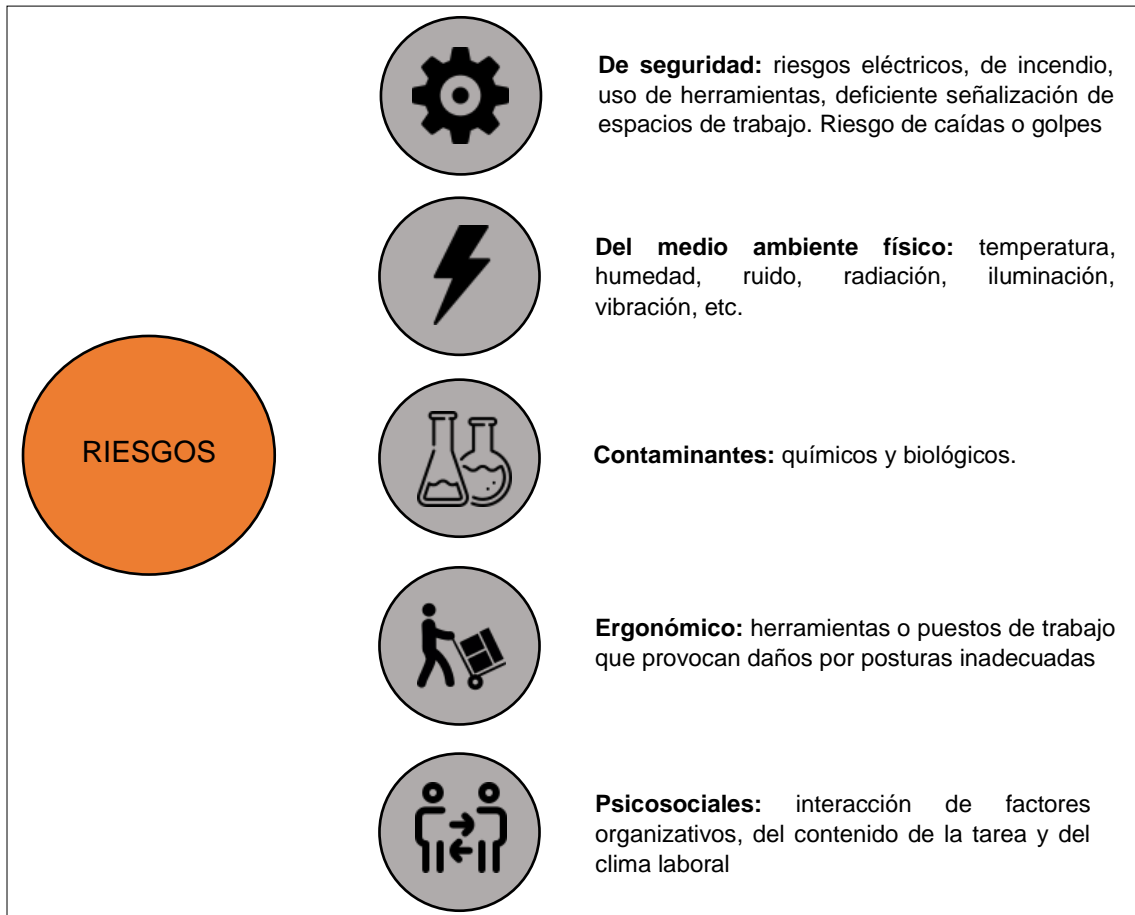 RIESGOS
De seguridad: riesgos eléctricos, de incendio,
uso de herramientas, deficiente señalización de
espacios de trabajo. Riesgo de caídas o golpes
Del medio ambiente físico: temperatura,
humedad, ruido, radiación, iluminación,
vibración, etc.
Contaminantes: químicos y biológicos.
Ergonómico: herramientas o puestos de trabajo
que provocan daños por posturas inadecuadas
Psicosociales: interacción de factores
organizativos, del contenido de la tarea y del
clima laboral